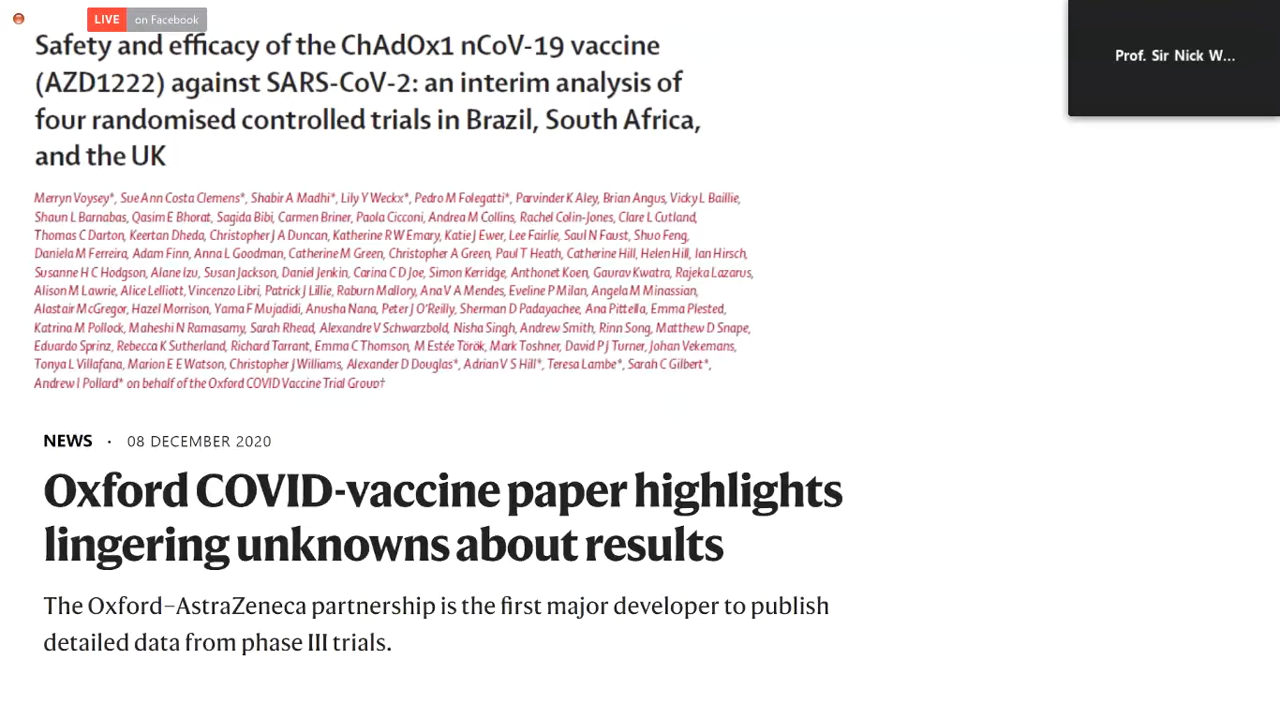 LIVE on Facebook
Prof. Sir Nick W...
Safety and efficacy of the ChAdOx1 nCoV-19 vaccine
(AZD1222) against SARS-CoV-2: an interim analysis of
four randomised controlled trials in Brazil, South Africa,
and the UK
Merryn Voysey*, Sue Ann Costa Clemens*, Shabir A Madhi*, Lily Y Weckx*, Pedro M Folegatti*, Parvinder K Aley, Brian Angus, Vicky L Baillie,
Shaun L Barnabas, Qasim E Bhorat, Sagida Bibi, Carmen Briner, Paola Cicconi, Andrea M Collins, Rachel Colin-Jones, Clare L Cutland,
Thomas C Darton, Keertan Dheda, Christopher J A Duncan, Katherine R W Emary, Katie J Ewer, Lee Fairlie, Saul N Faust, Shuo Feng,
Daniela M Ferreira, Adam Finn, Anna L Goodman, Catherine M Green, Christopher A Green, Paul T Heath, Catherine Hill, Helen Hill, Ian Hirsch,
Susanne H C Hodgson, Alane Izu, Susan Jackson, Daniel Jenkin, Carina C D Joe, Simon Kerridge, Anthonet Koen, Gaurav Kwatra, Rajeka Lazarus,
Alison M Lawrie, Alice Lelliott, Vincenzo Libri, Patrick J Lillie, Raburn Mallory, Ana V A Mendes, Eveline P Milan, Angela M Minassian,
Alastair McGregor, Hazel Morrison, Yama F Mujadidi, Anusha Nana, Peter J O'Reilly, Sherman D Padayachee, Ana Pittella, Emma Plested,
Katrina M Pollock, Maheshi N Ramasamy, Sarah Rhead, Alexandre V Schwarzbold, Nisha Singh, Andrew Smith, Rinn Song, Matthew D Snape,
Eduardo Sprinz, Rebecca K Sutherland, Richard Tarrant, Emma C Thomson, M Estée Török, Mark Toshner, David P J Turner, Johan Vekemans,
Tonya L Villafana, Marion E E Watson, Christopher J Williams, Alexander D Douglas*, Adrian V S Hill*, Teresa Lambe*, Sarah C Gilbert*,
Andrew J Pollard* on behalf of the Oxford COVID Vaccine Trial Group†
NEWS · 08 DECEMBER 2020
Oxford COVID-vaccine paper highlights
lingering unknowns about results
The Oxford–AstraZeneca partnership is the first major developer to publish
detailed data from phase III trials.